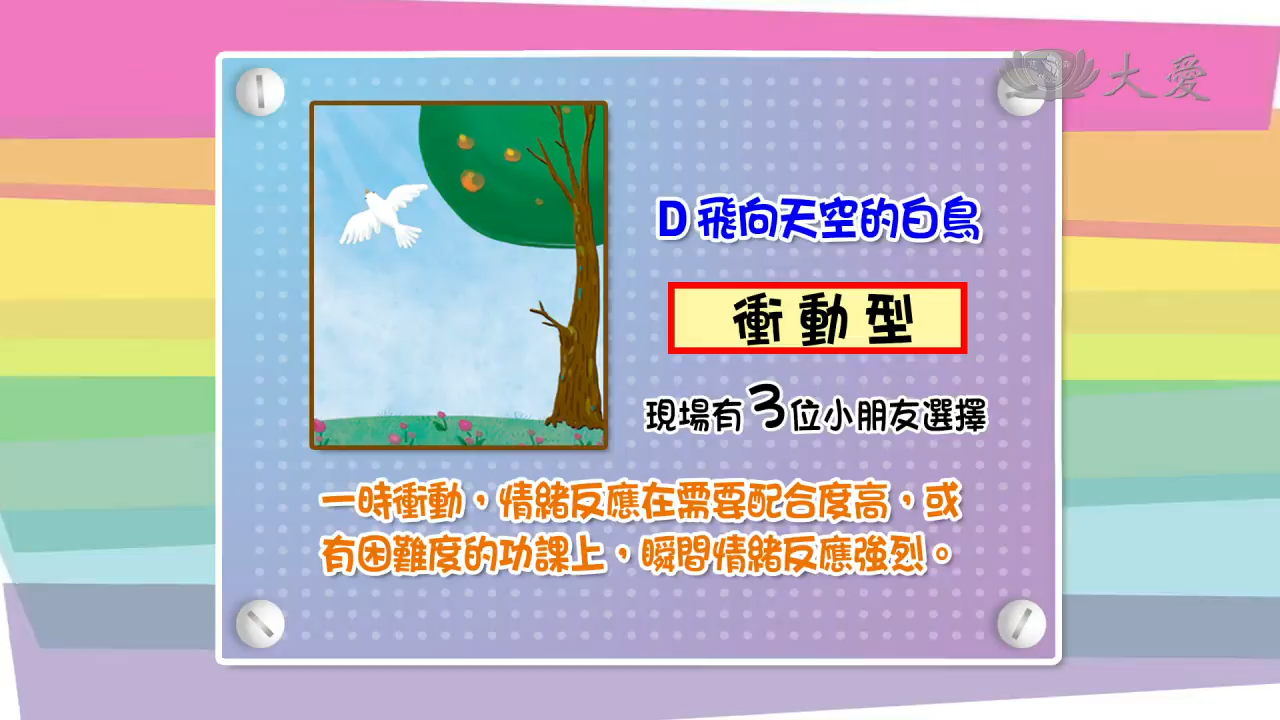 大愛
D 飛向天空的白鳥
衝動型
現場有3位小朋友選擇
一時衝動，情緒反應在需要配合度高，或
有困難度的功課上，瞬間情緒反應強烈。